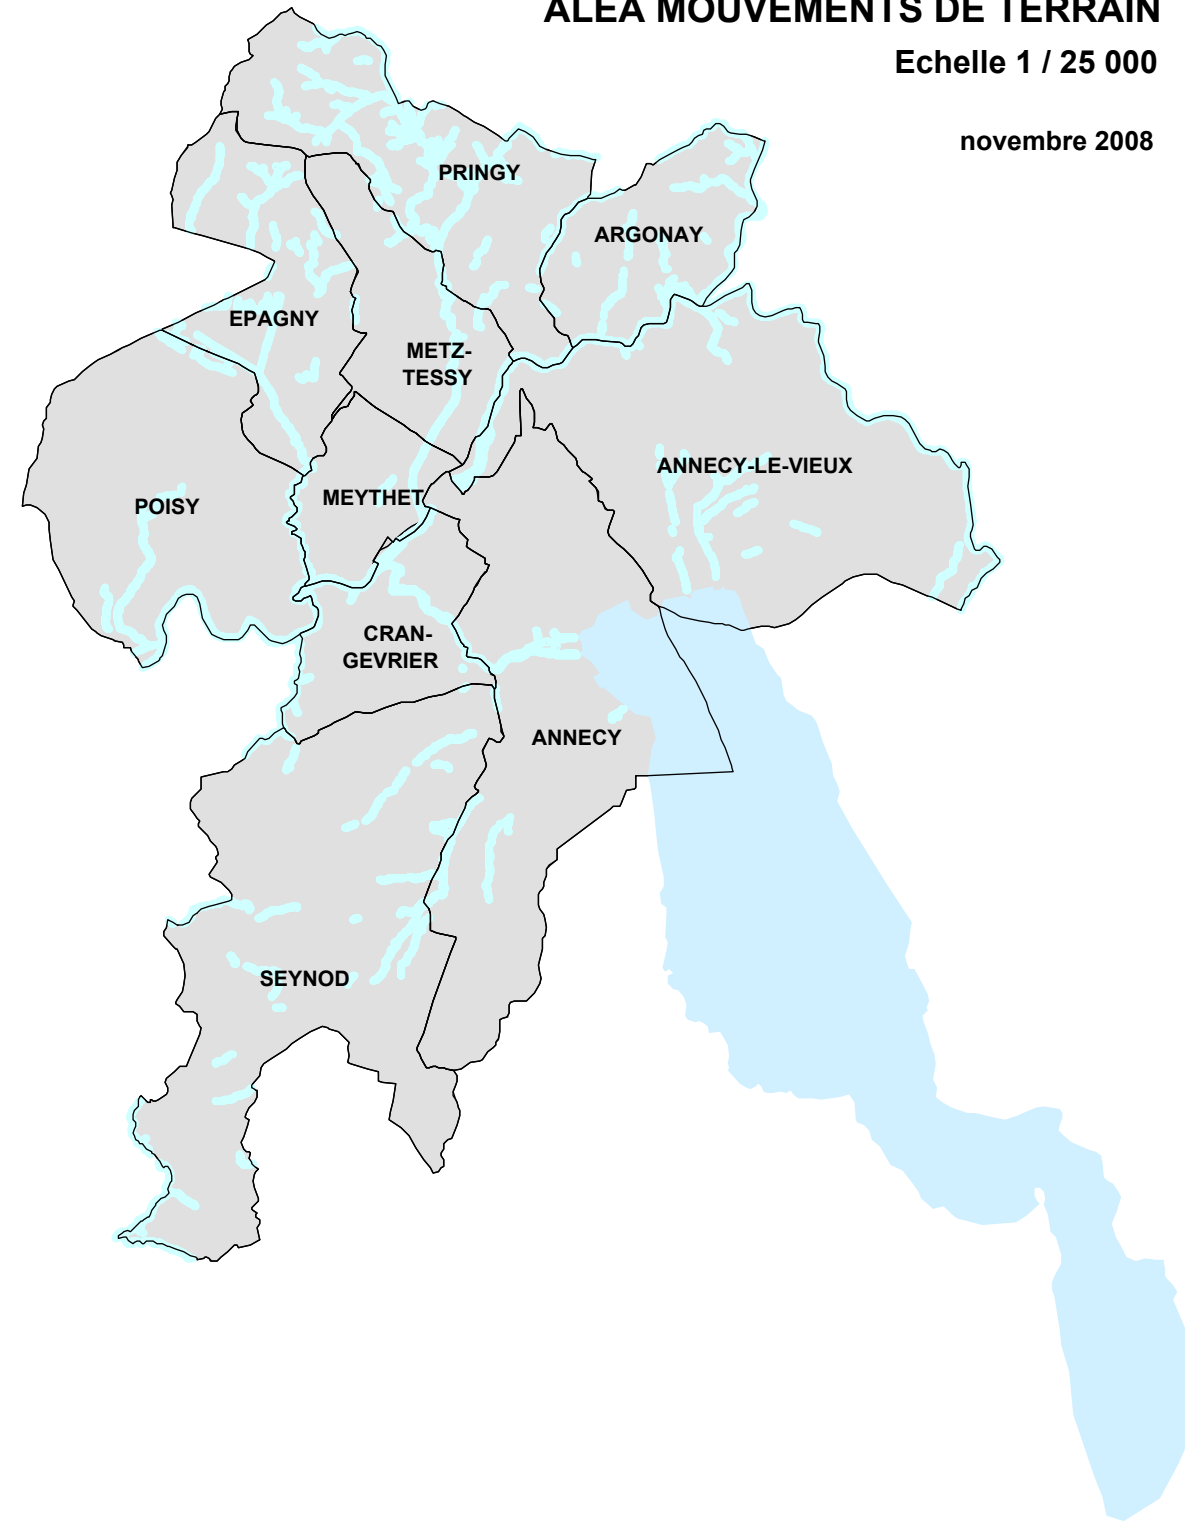 ALEA MOUVEMENTS DE TERRAIN
Echelle 1 / 25 000
novembre 2008
PRINGY
ARGONAY
EPAGNY
METZ-
TESSY
ANNECY-LE-VIEUX
POISY
MEYTHET
CRAN-
GEVRIER
ANNECY
SEYNOD